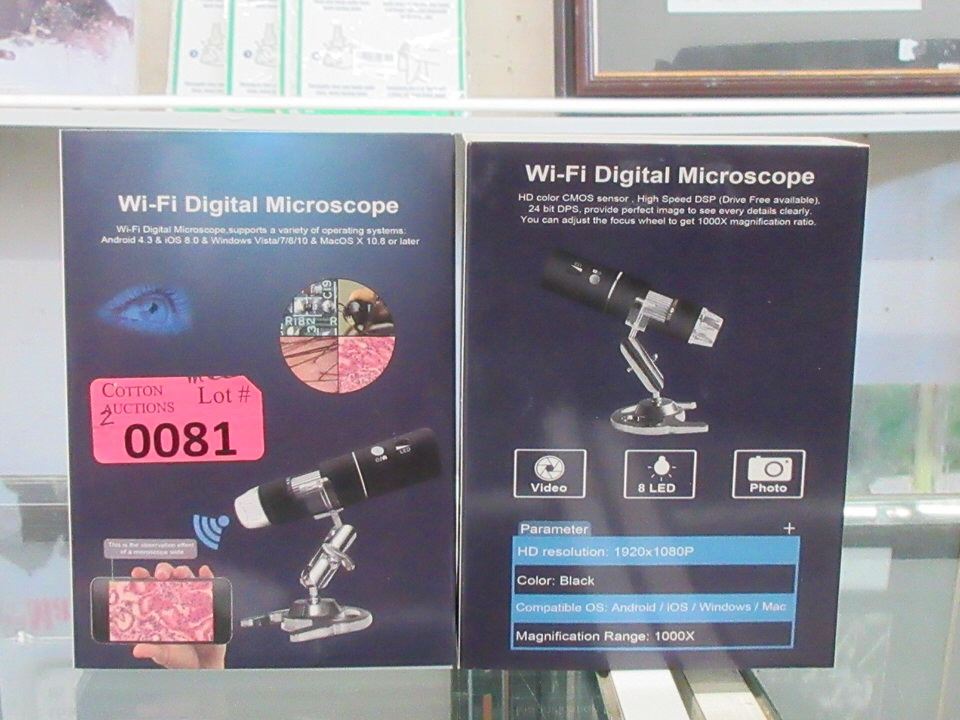 Wi-Fi Digital Microscope
Wi-Fi Digital Microscope,supports a variety of operating systems:
Android 4.3 & iOS 8.0 & Windows Vista/7/8/10 & MacOS X 10.8 or later
C19
R18
R
COTTON
AUCTIONS
Lot #
2
0081
LED
This is the observation effect
of a microscope slide
Wi-Fi Digital Microscope
HD color CMOS sensor , High Speed DSP (Drive Free available),
24 bit DPS, provide perfect image to see every details clearly.
You can adjust the focus wheel to get 1000X magnification ratio.
Video
8 LED
Photo
Parameter +
HD resolution: 1920x1080P
Color: Black
Compatible OS: Android / iOS / Windows / Mac
Magnification Range: 1000X